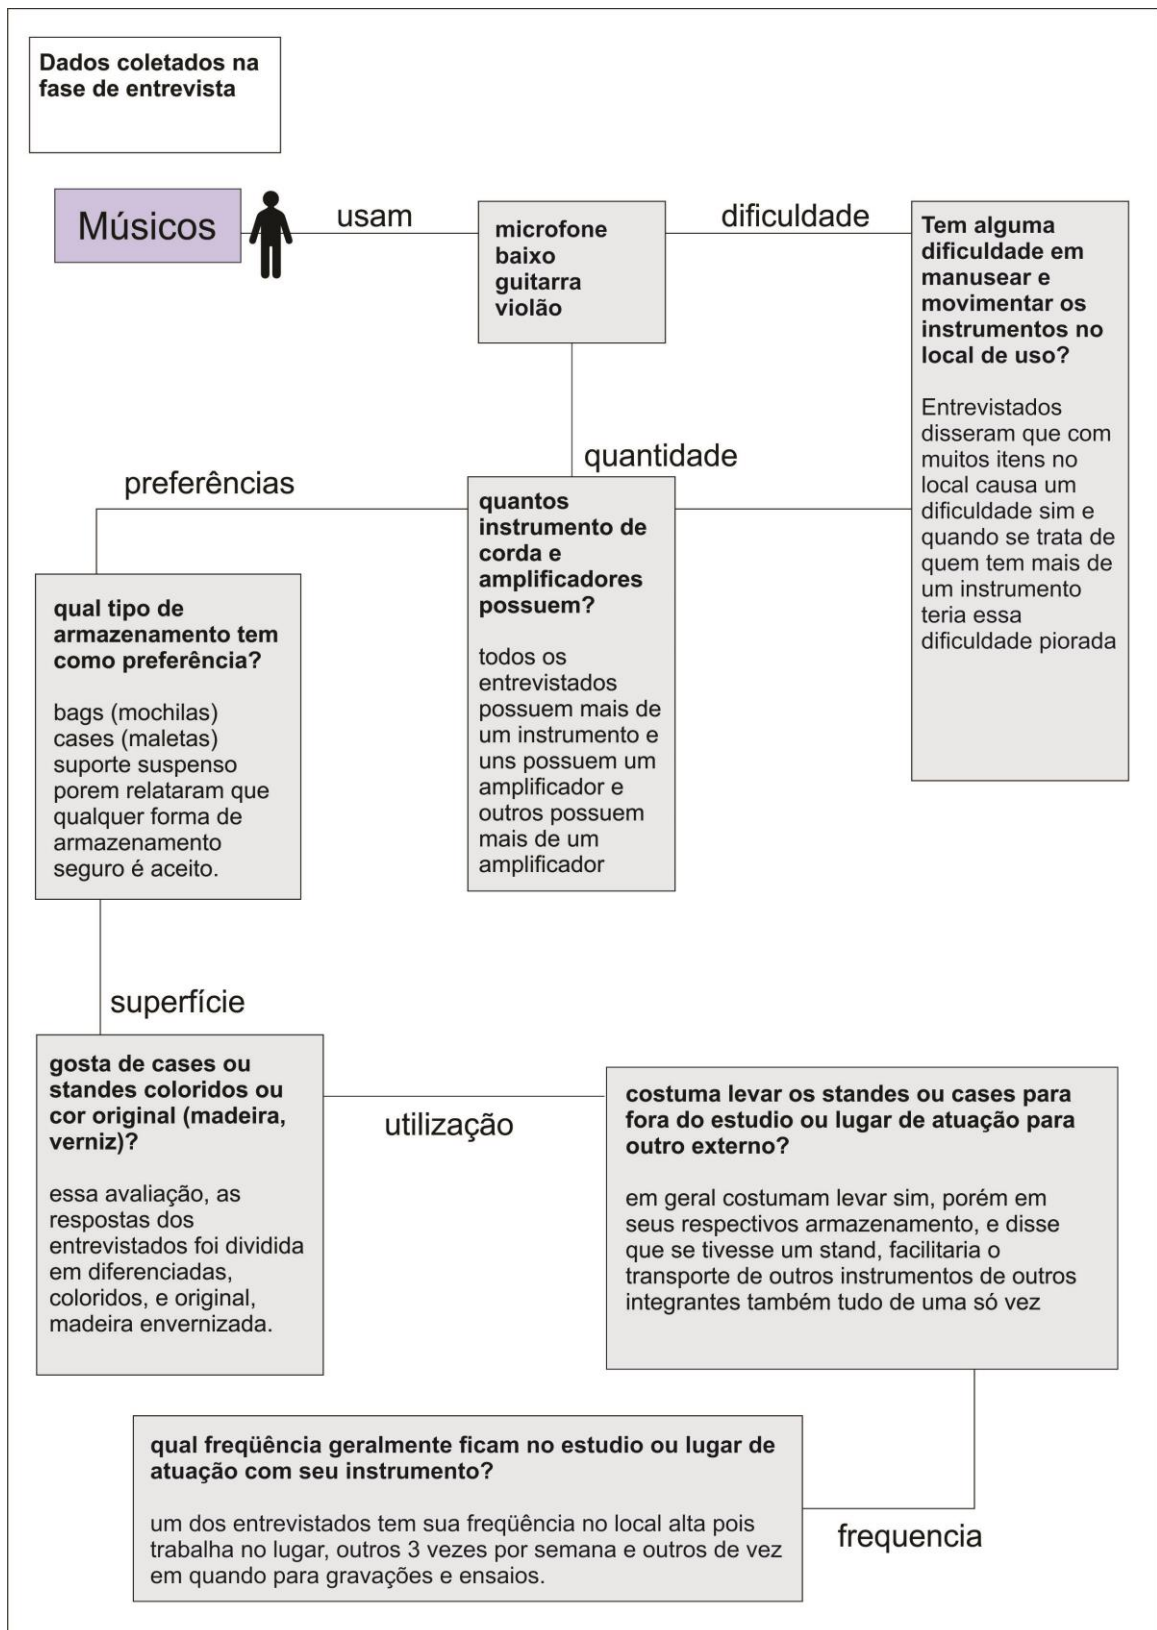 Dados coletados na
fase de entrevista
Músicos
usam
microfone
baixo
guitarra
violão
dificuldade
Tem alguma
dificuldade em
manusear e
movimentar os
instrumentos no
local de uso?
Entrevistados
disseram que com
muitos itens no
local causa um
dificuldade sim e
quando se trata de
quem tem mais de
um instrumento
teria essa
dificuldade piorada
quantidade
quantos
instrumento de
corda e
amplificadores
possuem?
todos os
entrevistados
possuem mais de
um instrumento e
uns possuem um
amplificador e
outros possuem
mais de um
amplificador
preferências
qual tipo de
armazenamento tem
como preferência?
bags (mochilas)
cases (maletas)
suporte suspenso
porem relataram que
qualquer forma de
armazenamento
seguro é aceito.
superfície
gosta de cases ou
standes coloridos ou
cor original (madeira,
verniz)?
essa avaliação, as
respostas dos
entrevistados foi dividida
em diferenciadas,
coloridos, e original,
madeira envernizada.
utilização
costuma levar os standes ou cases para
fora do estudio ou lugar de atuação para
outro externo?
em geral costumam levar sim, porém em
seus respectivos armazenamento, e disse
que se tivesse um stand, facilitaria o
transporte de outros instrumentos de outros
integrantes também tudo de uma só vez
frequencia
qual freqüência geralmente ficam no estudio ou lugar de
atuação com seu instrumento?
um dos entrevistados tem sua freqüência no local alta pois
trabalha no lugar, outros 3 vezes por semana e outros de vez
em quando para gravações e ensaios.